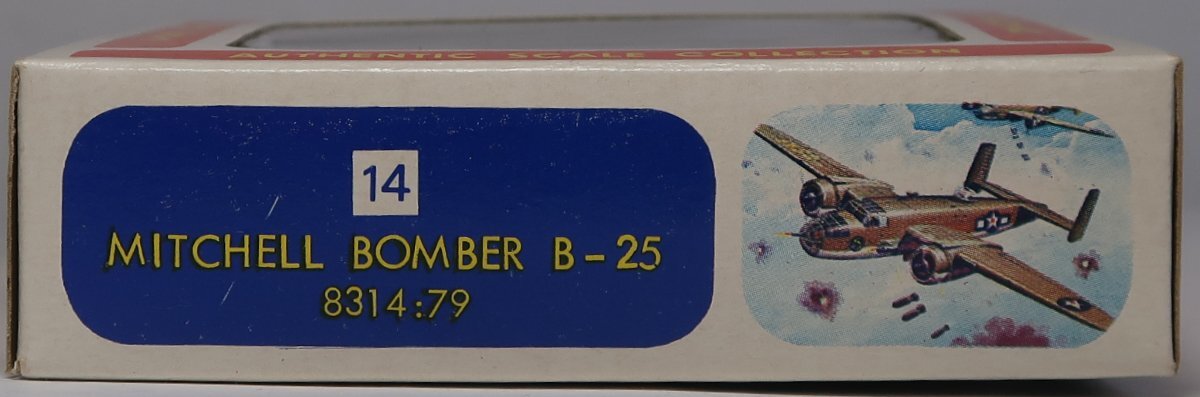 AUTHENTIC SCALE COLLECTION
14
MITCHELL BOMBER B-25
8314:79